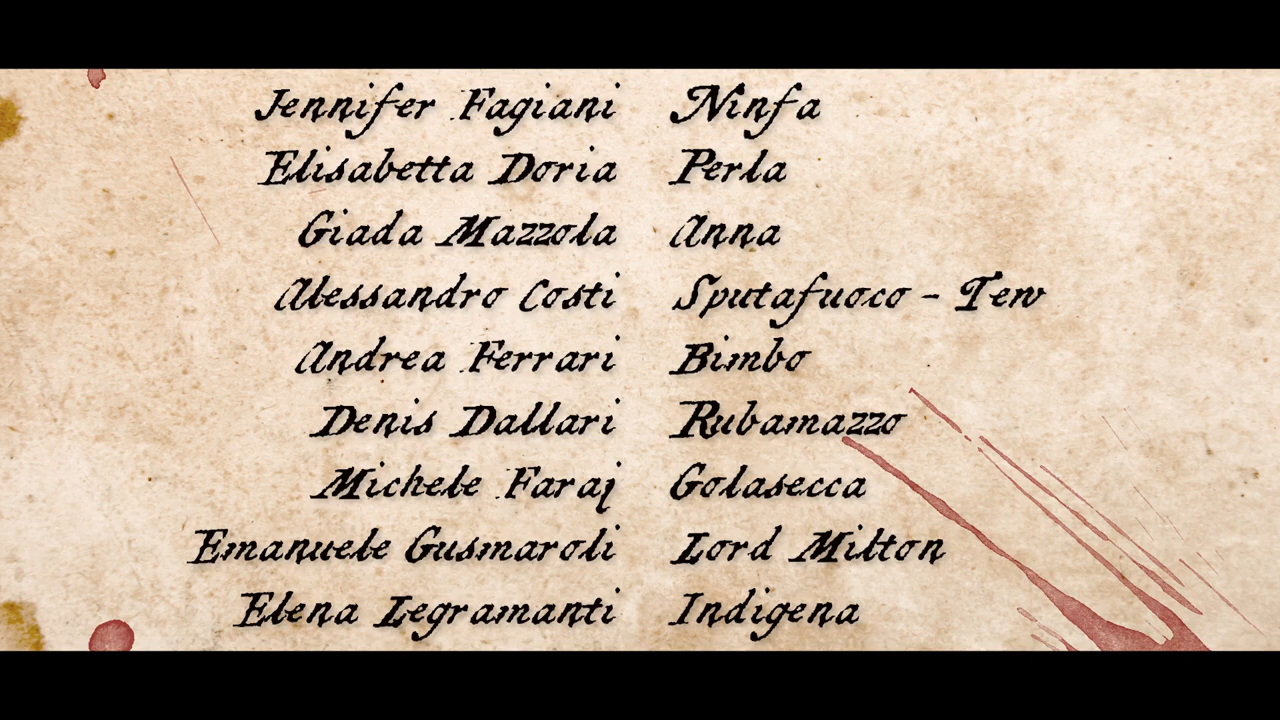 Jennifer Fagiani Ninfa
Elisabetta Doria Perla
Giada Mazzola Anna
Alessandro Costi Sputafuoco - Tew
Andrea Ferrari Bimbo
Denis Dallari Rubamazzo
Michele Faraj Golasecca
Emanuele Gusmaroli Lord Milton
Elena Legramanti Indigena